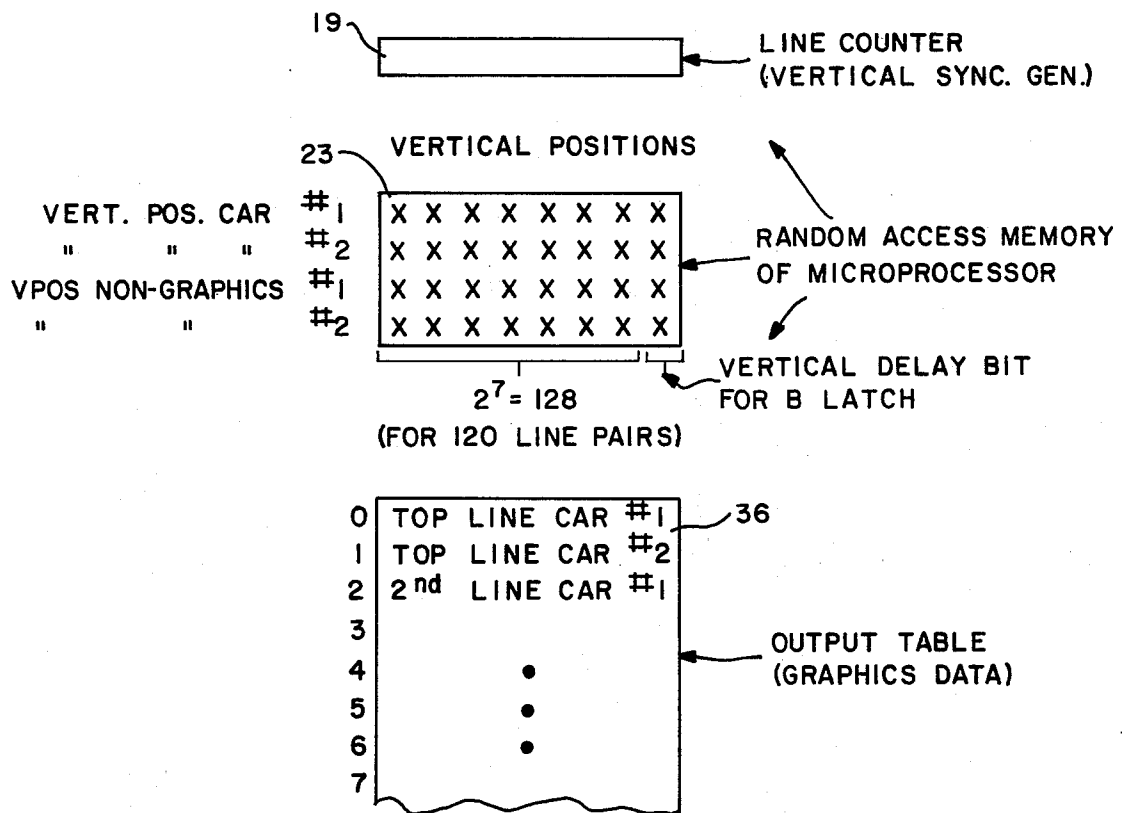 19
LINE COUNTER
(VERTICAL SYNC. GEN.)
VERTICAL POSITIONS
23
VERT. POS. CAR #1 X X X X X X X X
" " " #2 X X X X X X X X
VPOS NON-GRAPHICS #1 X X X X X X X X
" " #2 X X X X X X X X
RANDOM ACCESS MEMORY
OF MICROPROCESSOR
2⁷ = 128
(FOR 120 LINE PAIRS)
VERTICAL DELAY BIT
FOR B LATCH
0 TOP LINE CAR #1
36
1 TOP LINE CAR #2
2 2nd LINE CAR #1
3
4
5
6
7
OUTPUT TABLE
(GRAPHICS DATA)